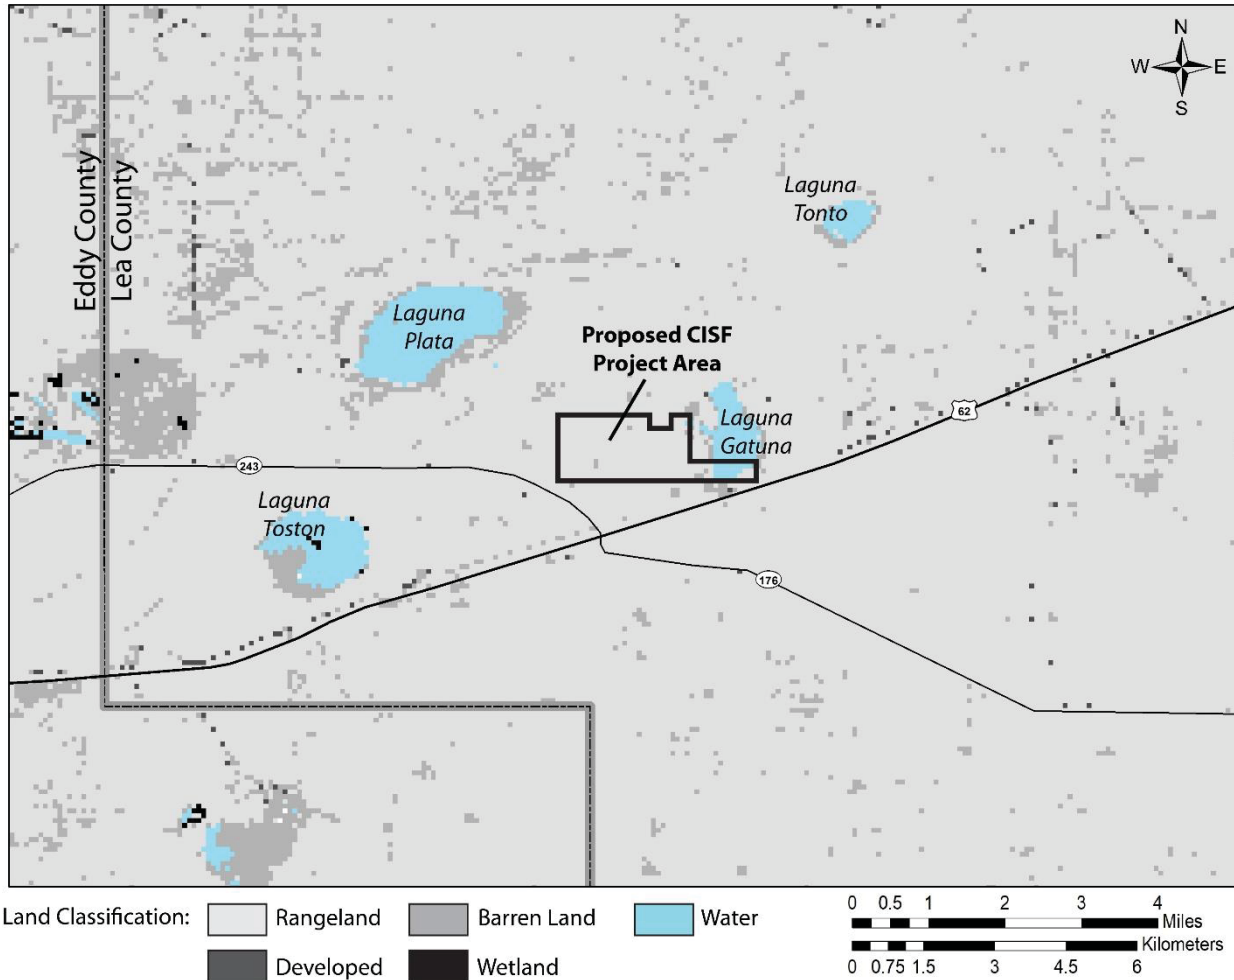 N
W E
S
Eddy County
Lea County
Laguna
Tonto
Laguna
Plata
Proposed CISF
Project Area
Laguna
Gatuna
62
243
Laguna
Toston
176
Land Classification:
Rangeland
Barren Land
Water
Developed
Wetland
0 0.5 1 2 3 4
Miles
Kilometers
0 0.75 1.5 3 4.5 6